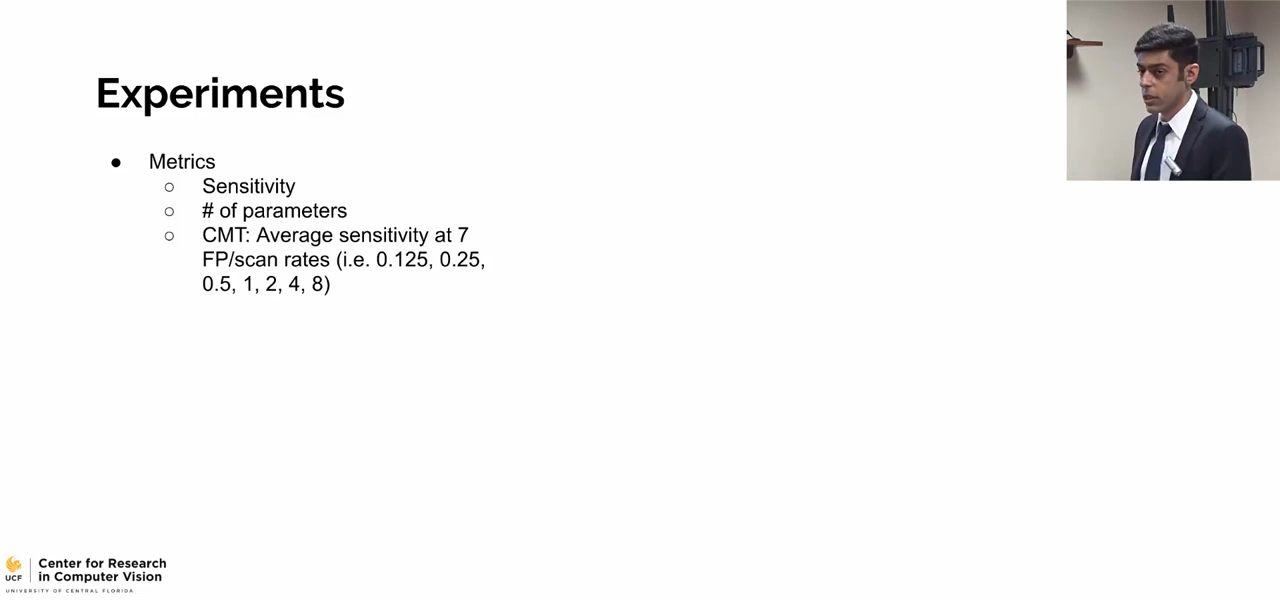 Experiments
● Metrics
○ Sensitivity
○ # of parameters
○ CMT: Average sensitivity at 7
FP/scan rates (i.e. 0.125, 0.25,
0.5, 1, 2, 4, 8)
UCF
Center for Research
in Computer Vision
UNIVERSITY OF CENTRAL FLORIDA